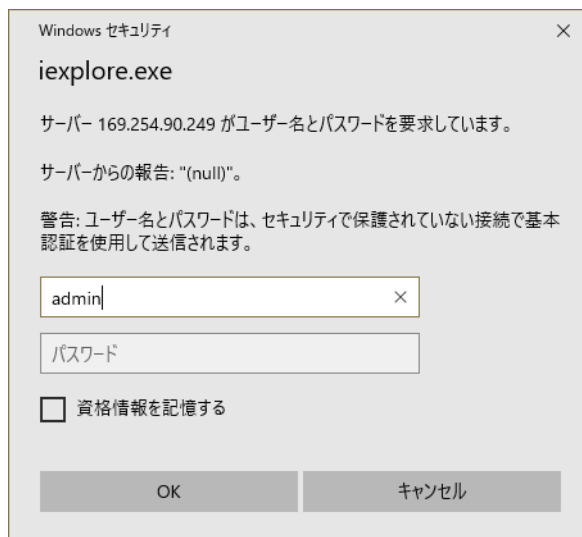 Windows セキュリティ
iexplore.exe
サーバー 169.254.90.249 がユーザー名とパスワードを要求しています。
サーバーからの報告: "(null)"。
警告: ユーザー名とパスワードは、セキュリティで保護されていない接続で基本
認証を使用して送信されます。
admin
パスワード
資格情報を記憶する
OK
キャンセル